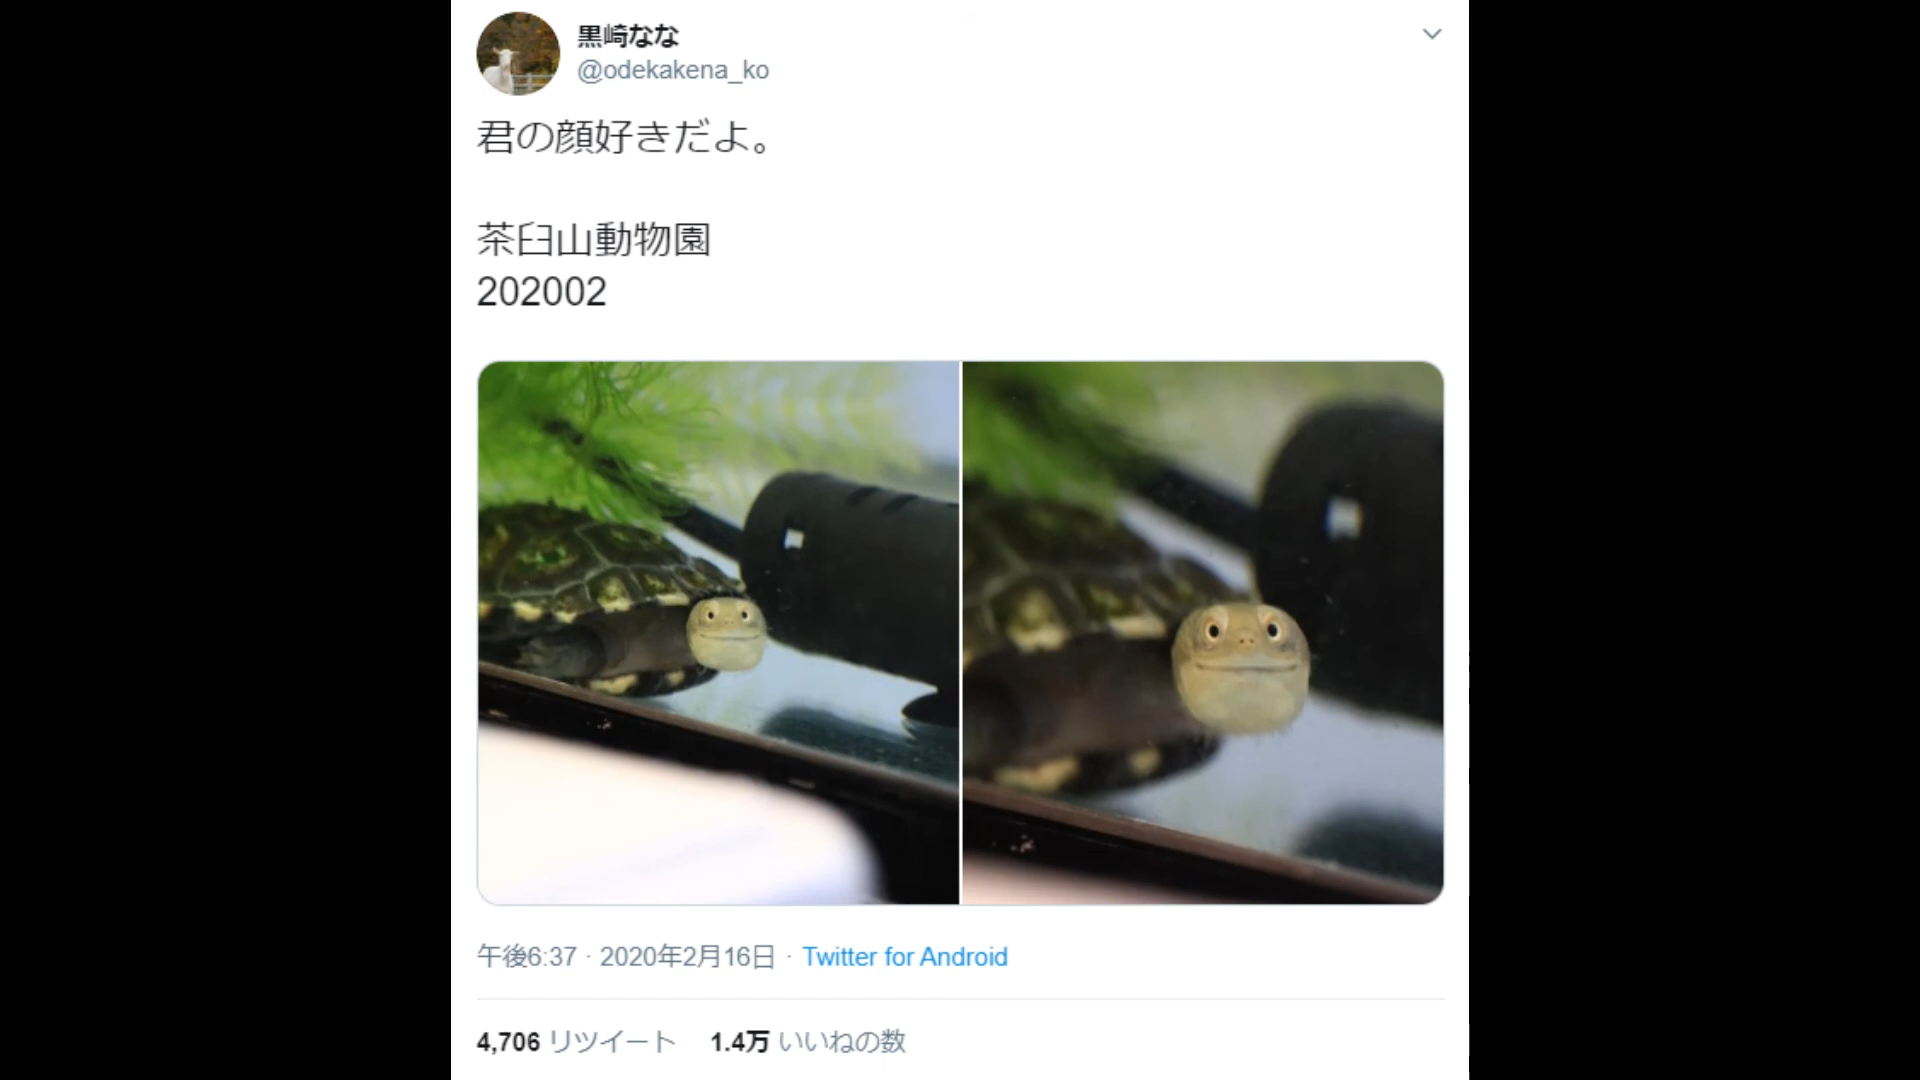 黒崎なな
@odekakena_ko
君の顔好きだよ。
茶臼山動物園
202002
午後6:37 · 2020年2月16日 · Twitter for Android
4,706 リツイート 1.4万 いいねの数